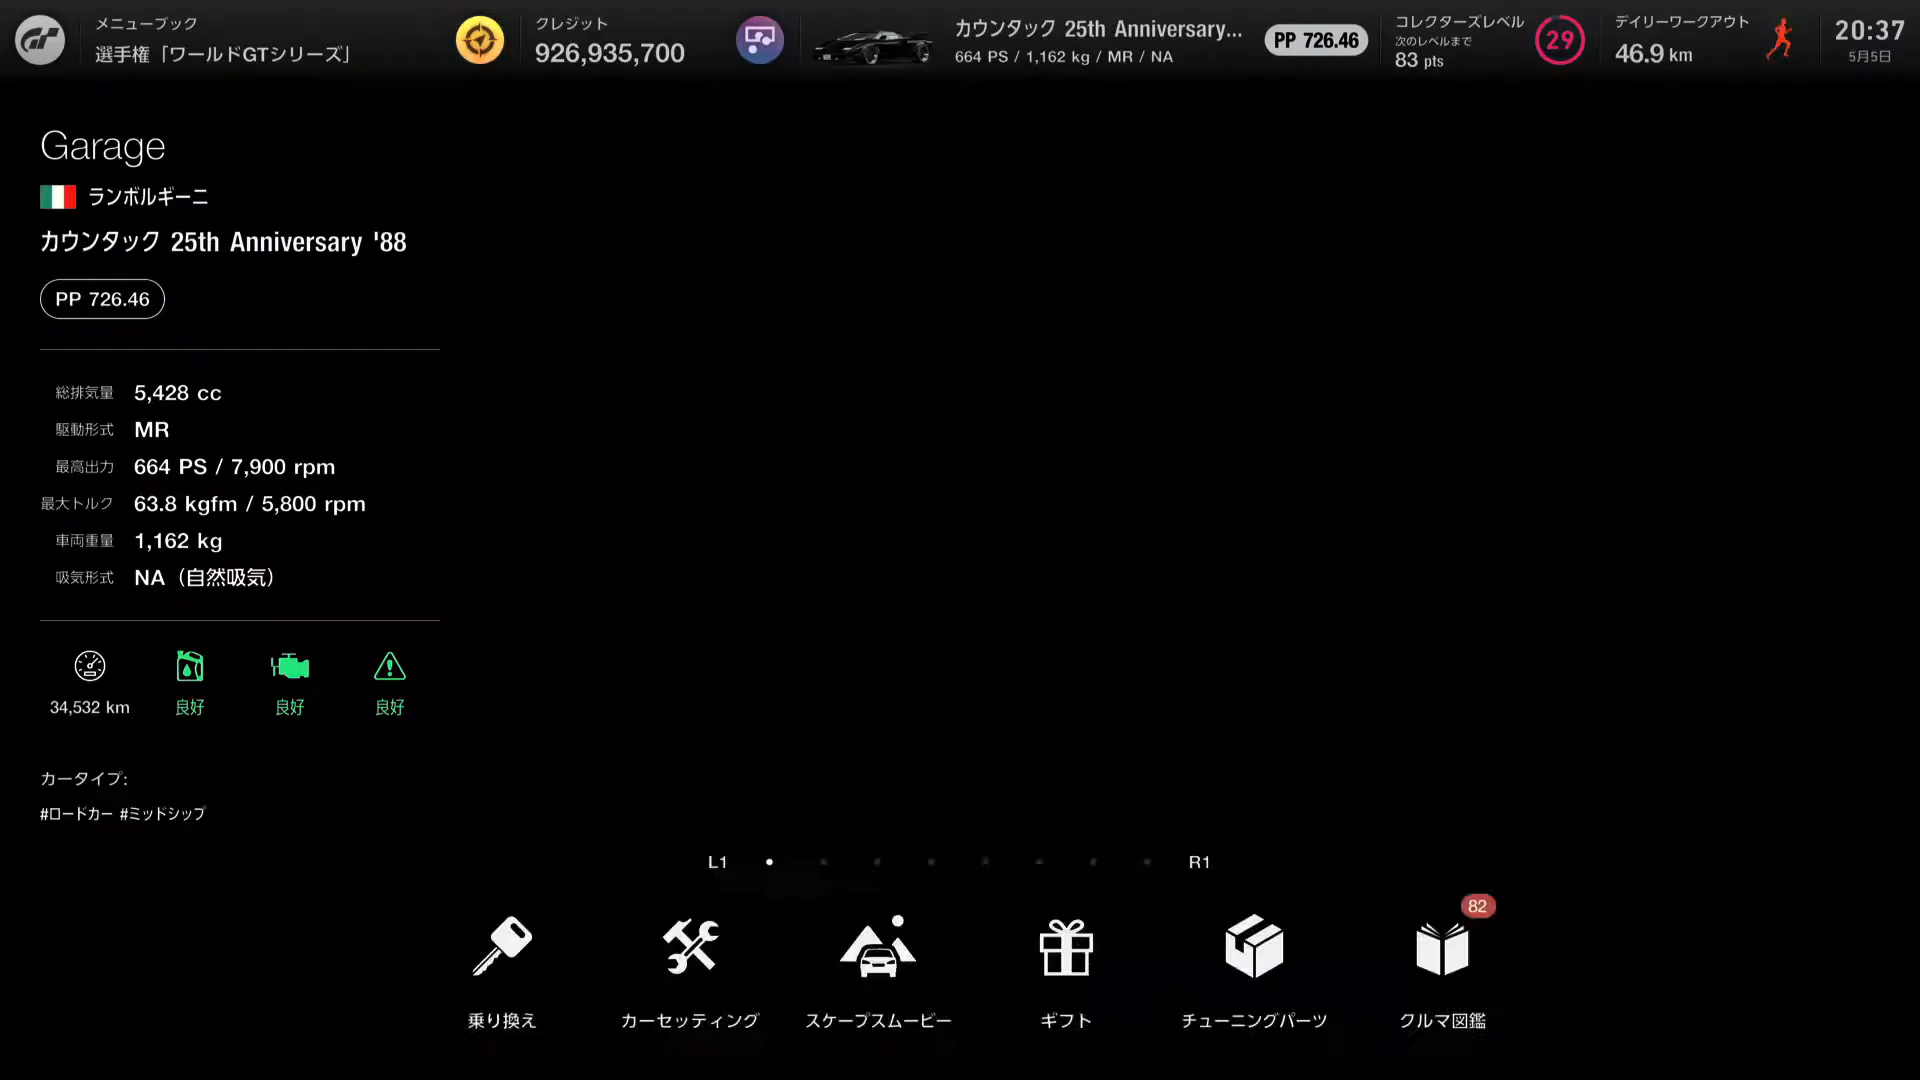 メニューブック
選手権「ワールドGTシリーズ」
クレジット
926,935,700
カウンタック 25th Anniversary...
664 PS / 1,162 kg / MR / NA
PP 726.46
コレクターズレベル
次のレベルまで
83 pts
29
デイリーワークアウト
46.9 km
20:37
5月5日
Garage
ランボルギーニ
カウンタック 25th Anniversary '88
PP 726.46
総排気量 5,428 cc
駆動形式 MR
最高出力 664 PS / 7,900 rpm
最大トルク 63.8 kgfm / 5,800 rpm
車両重量 1,162 kg
吸気形式 NA（自然吸気）
34,532 km 良好 良好 良好
カータイプ:
#ロードカー #ミッドシップ
L1 R1
82
乗り換え カーセッティング スケープスムービー ギフト チューニングパーツ クルマ図鑑